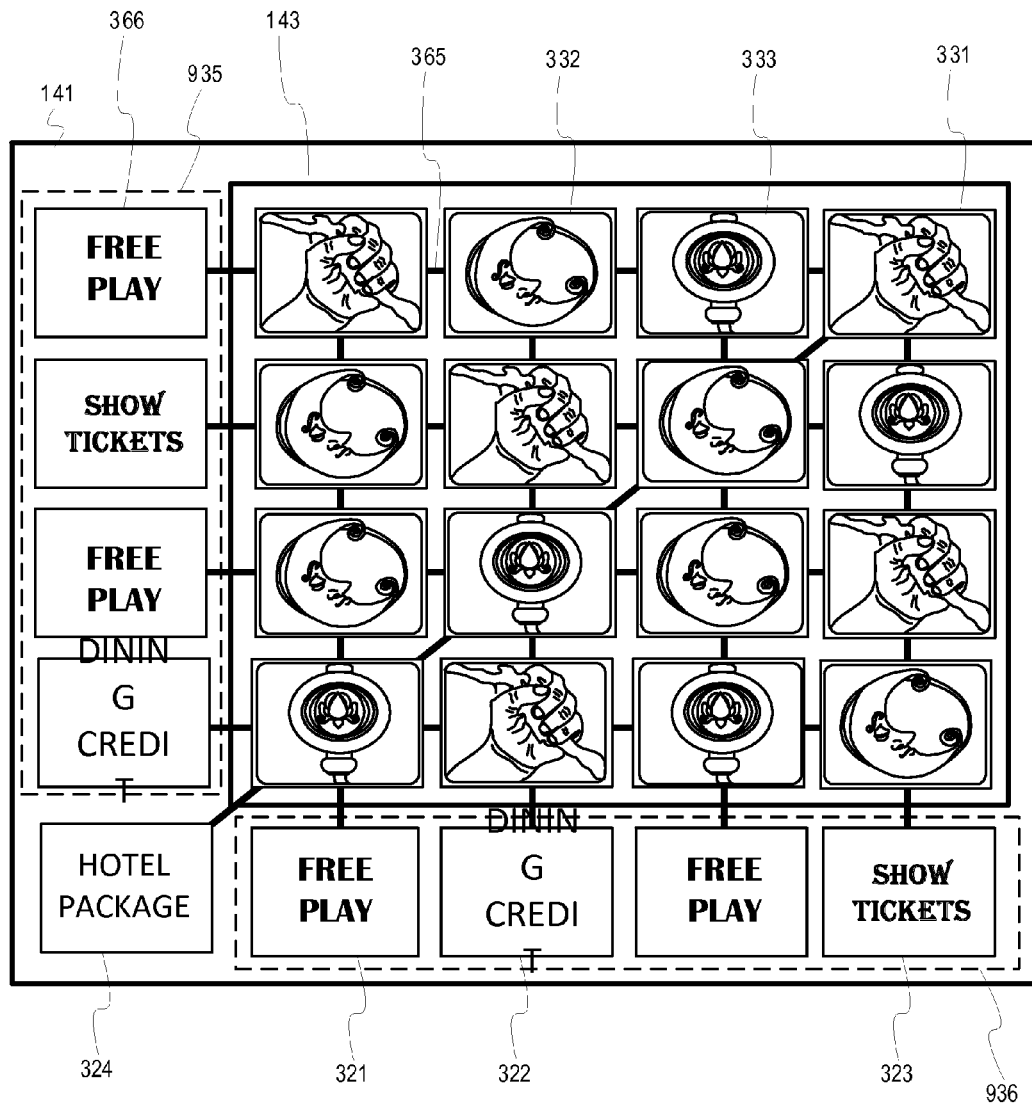 366
143
935
365
332
333
331
141
FREE
PLAY
SHOW
TICKETS
FREE
PLAY
DININ
G
CREDI
T
HOTEL
PACKAGE
FREE
PLAY
DININ
G
CREDI
T
FREE
PLAY
SHOW
TICKETS
324
321
322
323
936